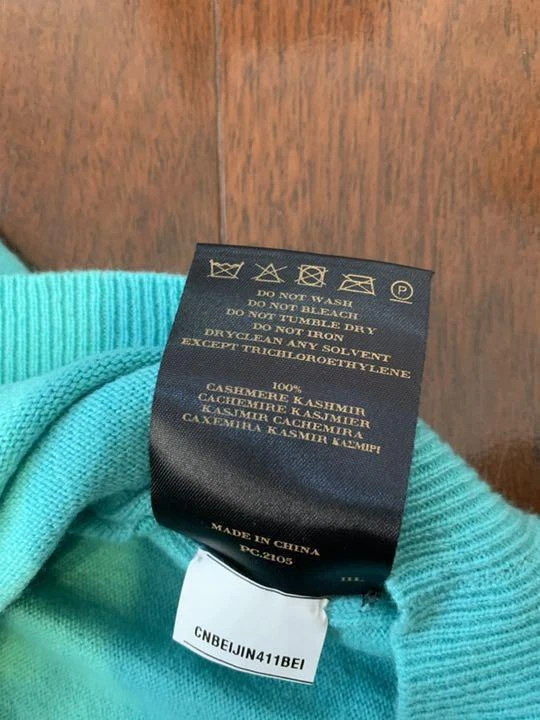 P
DO NOT WASH
DO NOT BLEACH
DO NOT TUMBLE DRY
DO NOT IRON
DRYCLEAN ANY SOLVENT
EXCEPT TRICHLOROETHYLENE
100%
CASHMERE KASHMIR
CACHEMIRE KASJMIER
KASJMIR CACHEMIRA
CAXEMIRA KASMIR ΚΑΣΜΙΡΙ
MADE IN CHINA
PC.2105
CNBEIJIN411BEI